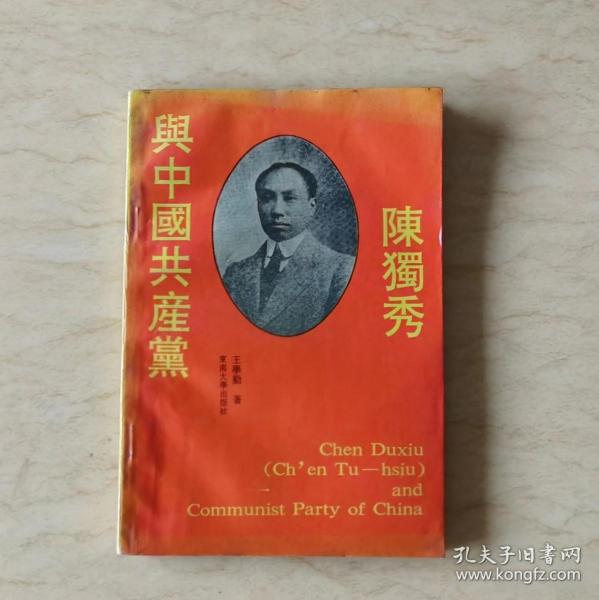 陳獨秀
與中國共産黨
王學勤 著
東南大學出版社
Chen Duxiu
(Ch'en Tu—hsiu)
and
Communist Party of China
孔夫子旧书网
www.kongfz.com